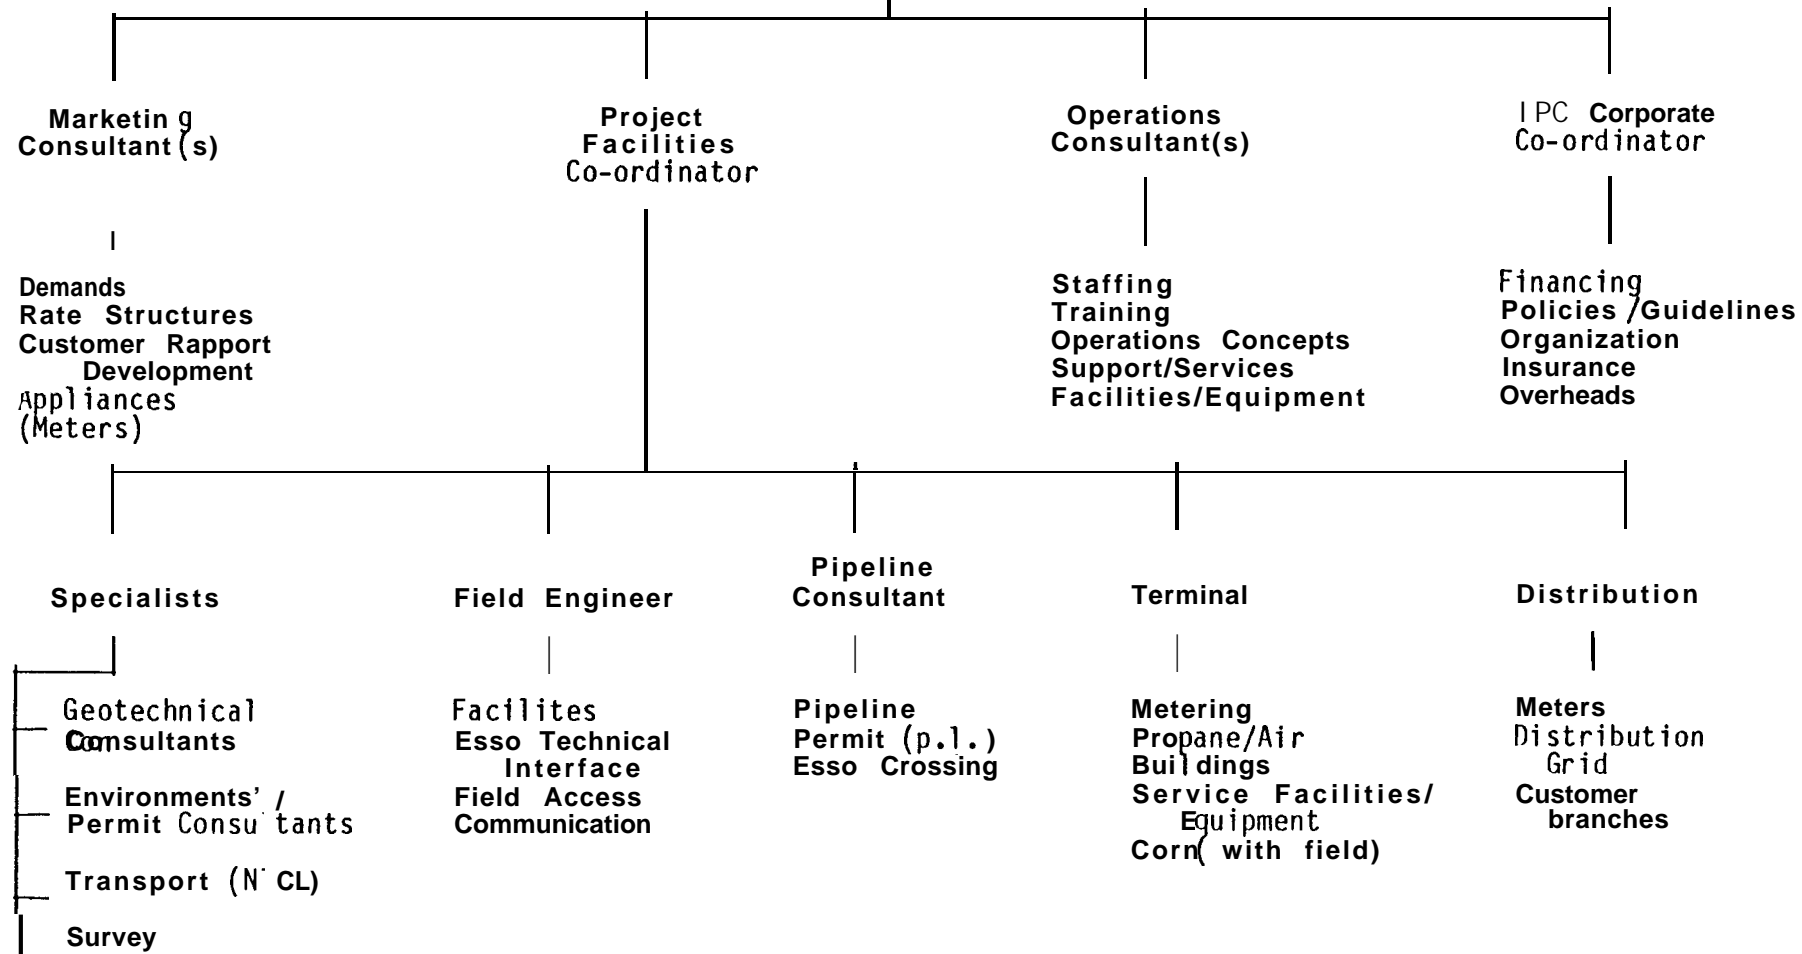 Marketing
Consultant(s)
Project
Facilities
Co-ordinator
Operations
Consultant(s)
IPC Corporate
Co-ordinator
Demands
Rate Structures
Customer Rapport
Development
Appliances
(Meters)
Staffing
Training
Operations Concepts
Support/Services
Facilities/Equipment
Financing
Policies/Guidelines
Organization
Insurance
Overheads
Specialists
Field Engineer
Pipeline
Consultant
Terminal
Distribution
Geotechnical
Consultants
Environments' /
Permit Consu tants
Transport (N CL)
Survey
Facilites
Esso Technical
Interface
Field Access
Communication
Pipeline
Permit (p.l.)
Esso Crossing
Metering
Propane/Air
Buildings
Service Facilities/
Equipment
Corn( with field)
Meters
Distribution
Grid
Customer
branches